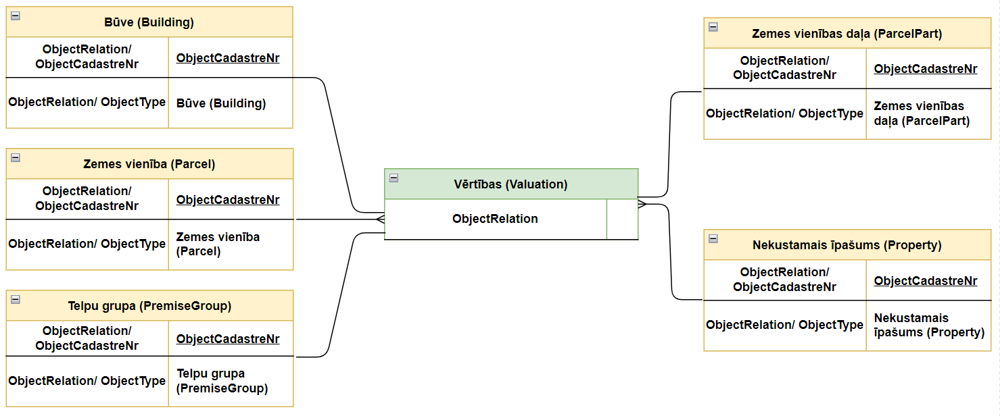 Būve (Building)
ObjectRelation/
ObjectCadastreNr
ObjectCadastreNr
ObjectRelation/ ObjectType
Būve (Building)
Zemes vienība (Parcel)
ObjectRelation/
ObjectCadastreNr
ObjectCadastreNr
ObjectRelation/ ObjectType
Zemes vienība
(Parcel)
Telpu grupa (PremiseGroup)
ObjectRelation/
ObjectCadastreNr
ObjectCadastreNr
ObjectRelation/ ObjectType
Telpu grupa
(PremiseGroup)
Vērtības (Valuation)
ObjectRelation
Zemes vienības daļa (ParcelPart)
ObjectRelation/
ObjectCadastreNr
ObjectCadastreNr
ObjectRelation/ ObjectType
Zemes vienības
daļa (ParcelPart)
Nekustamais īpašums (Property)
ObjectRelation/
ObjectCadastreNr
ObjectCadastreNr
ObjectRelation/ ObjectType
Nekustamais
īpašums (Property)